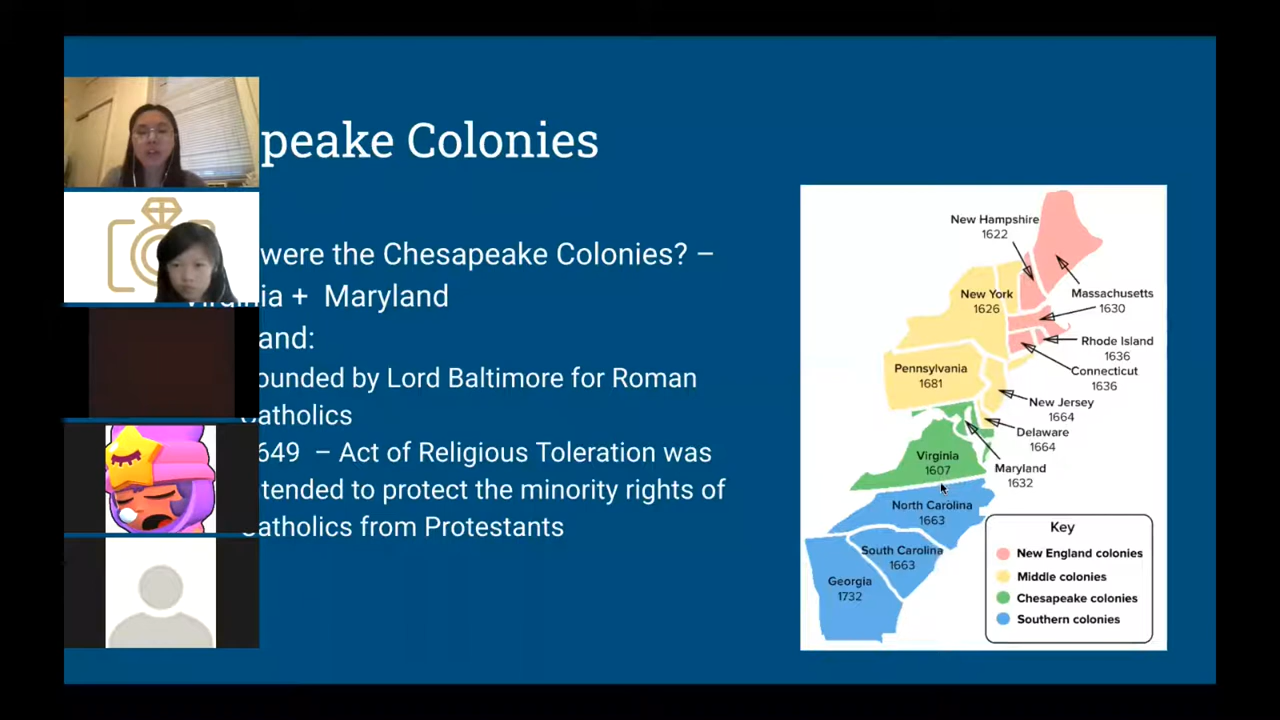 peake Colonies
were the Chesapeake Colonies? –
Virginia + Maryland
and:
ounded by Lord Baltimore for Roman
atholics
649 – Act of Religious Toleration was
tended to protect the minority rights of
atholics from Protestants
New Hampshire
1622
New York
1626
Massachusetts
1630
Rhode Island
1636
Connecticut
1636
Pennsylvania
1681
New Jersey
1664
Delaware
1664
Virginia
1607
Maryland
1632
North Carolina
1663
South Carolina
1663
Georgia
1732
Key
New England colonies
Middle colonies
Chesapeake colonies
Southern colonies